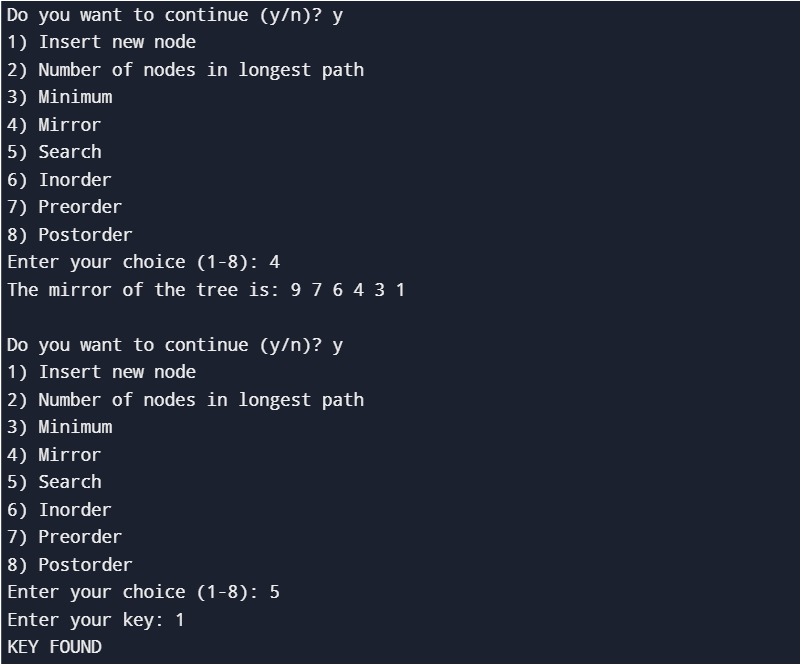 Do you want to continue (y/n)? y
1) Insert new node
2) Number of nodes in longest path
3) Minimum
4) Mirror
5) Search
6) Inorder
7) Preorder
8) Postorder
Enter your choice (1-8): 4
The mirror of the tree is: 9 7 6 4 3 1
Do you want to continue (y/n)? y
1) Insert new node
2) Number of nodes in longest path
3) Minimum
4) Mirror
5) Search
6) Inorder
7) Preorder
8) Postorder
Enter your choice (1-8): 5
Enter your key: 1
KEY FOUND